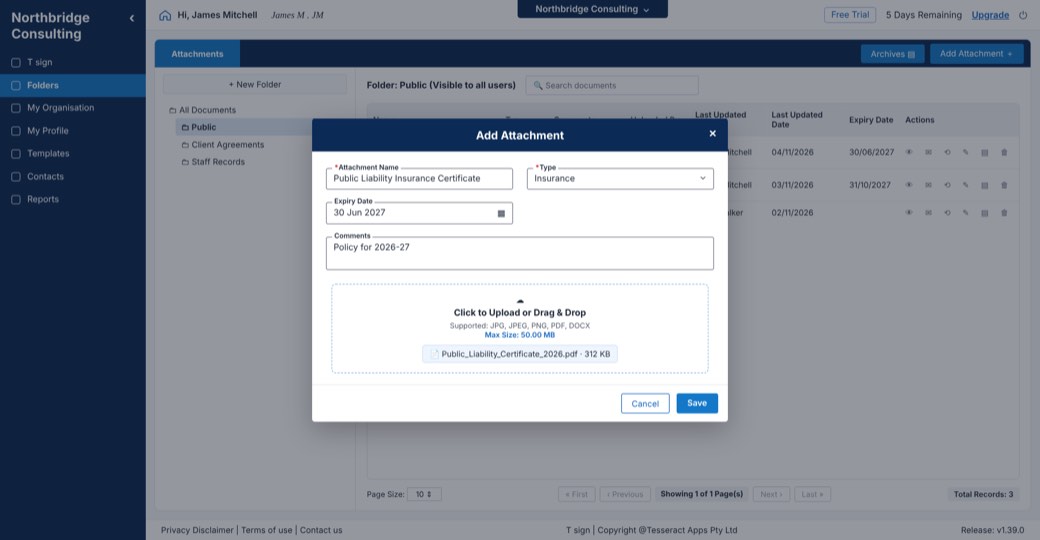 Northbridge
Consulting
T sign
Folders
My Organisation
My Profile
Templates
Contacts
Reports
Hi, James Mitchell
James M , JM
Northbridge Consulting
Free Trial
5 Days Remaining
Upgrade
Attachments
Archives
Add Attachment +
+ New Folder
All Documents
Public
Client Agreements
Staff Records
Folder: Public (Visible to all users)
Search documents
Last Updated
Last Updated
Date
Expiry Date
Actions
04/11/2026
30/06/2027
03/11/2026
31/10/2027
02/11/2026
Add Attachment
×
*Attachment Name
Public Liability Insurance Certificate
*Type
Insurance
Expiry Date
30 Jun 2027
Comments
Policy for 2026-27
Click to Upload or Drag & Drop
Supported: JPG, JPEG, PNG, PDF, DOCX
Max Size: 50.00 MB
Public_Liability_Certificate_2026.pdf · 312 KB
Cancel
Save
Page Size: 10
« First
‹ Previous
Showing 1 of 1 Page(s)
Next ›
Last »
Total Records: 3
Privacy Disclaimer | Terms of use | Contact us
T sign | Copyright @Tesseract Apps Pty Ltd
Release: v1.39.0